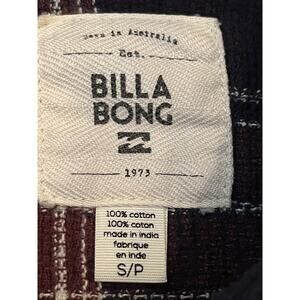 Born in Australia
Est.
BILLA
BONG
1973
100% cotton
100% coton
made in india
fabrique
en inde
S/P